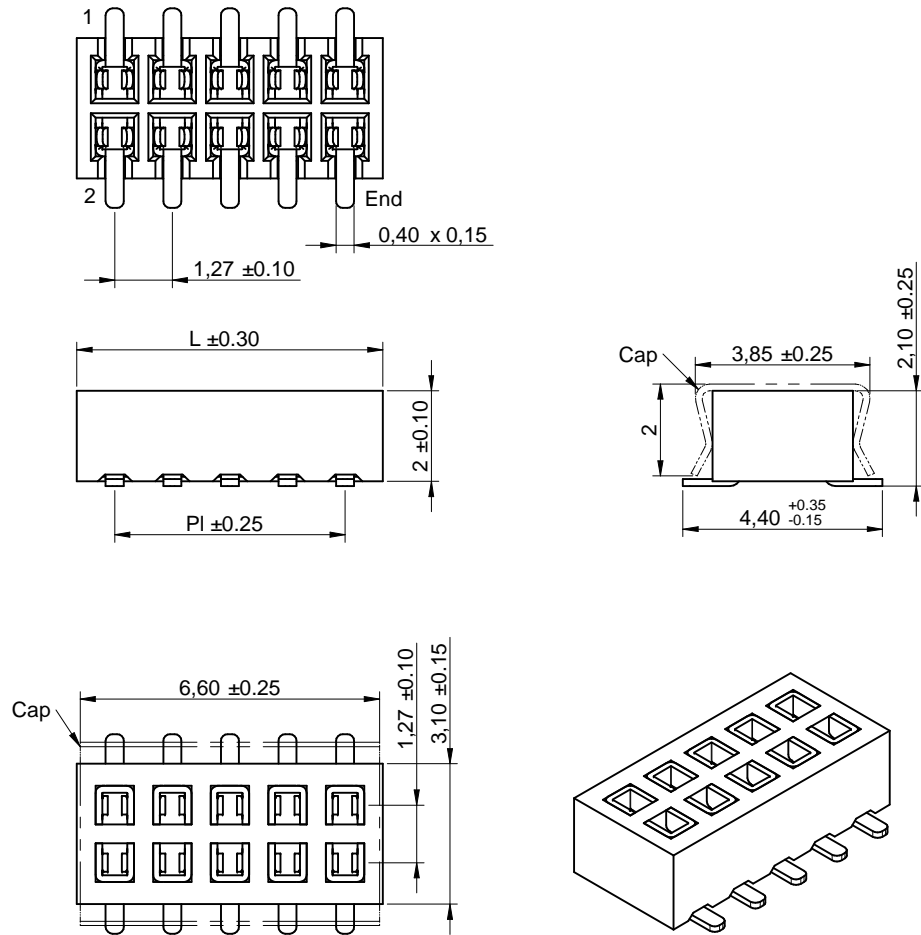 1
2
End
0,40 x 0,15
1,27 ±0.10
L ±0.30
2 ±0.10
Pl ±0.25
Cap
3,85 ±0.25
2,10 ±0.25
2
4,40 +0.35 -0.15
6,60 ±0.25
Cap
1,27 ±0.10
3,10 ±0.15